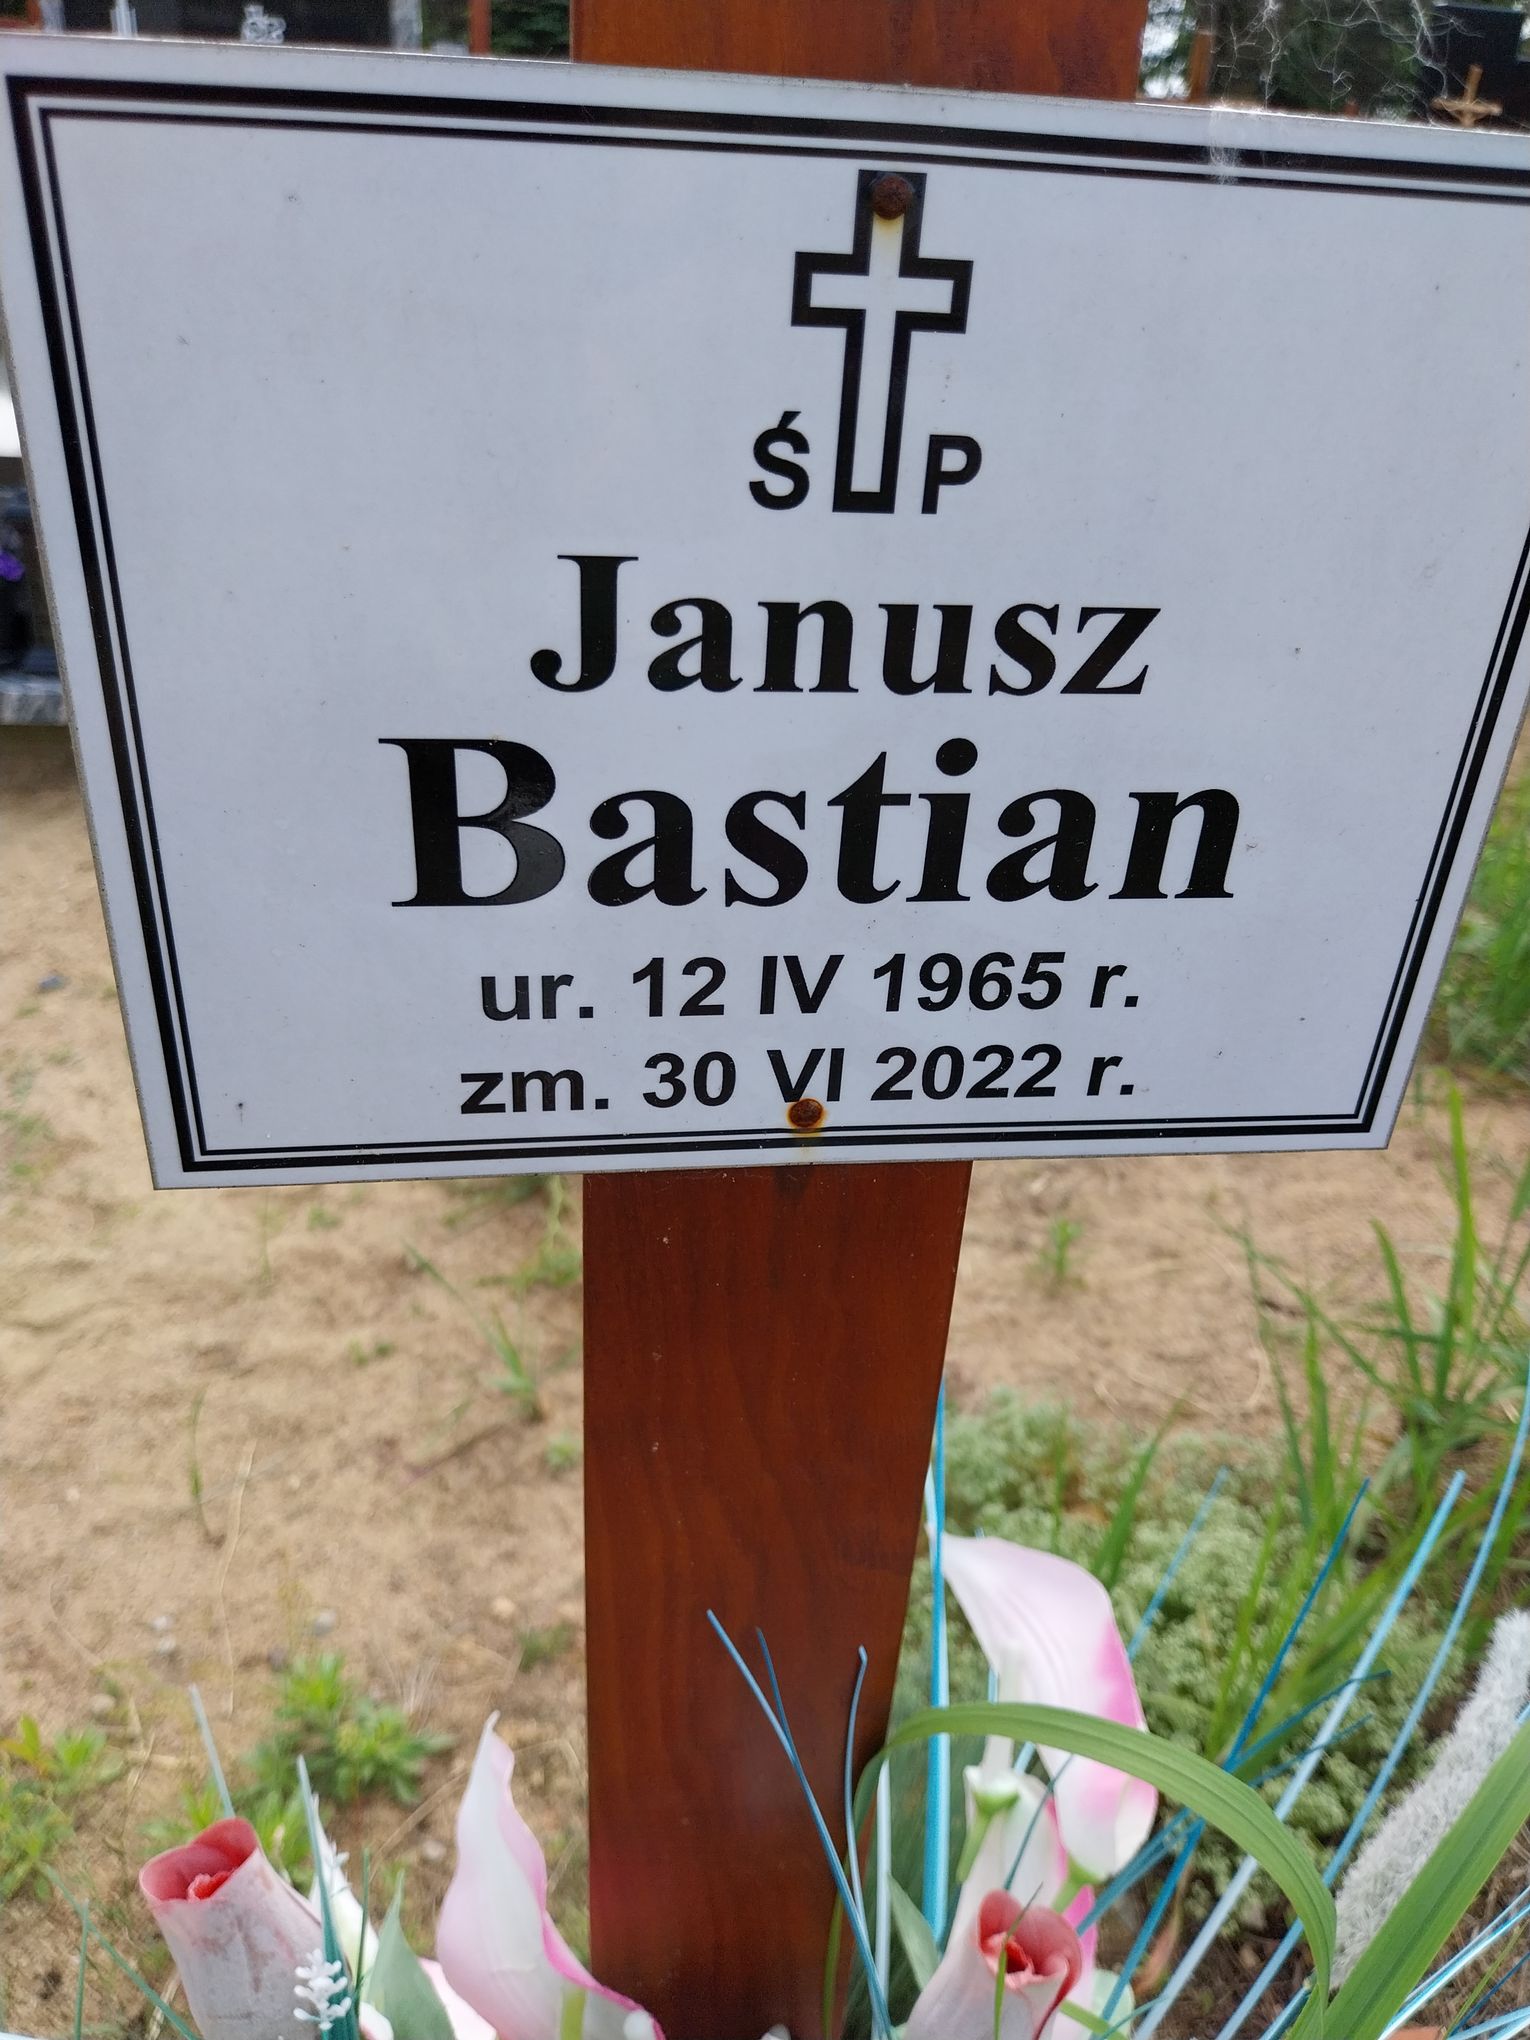 Ś P
Janusz
Bastian
ur. 12 IV 1965 r.
zm. 30 VI 2022 r.